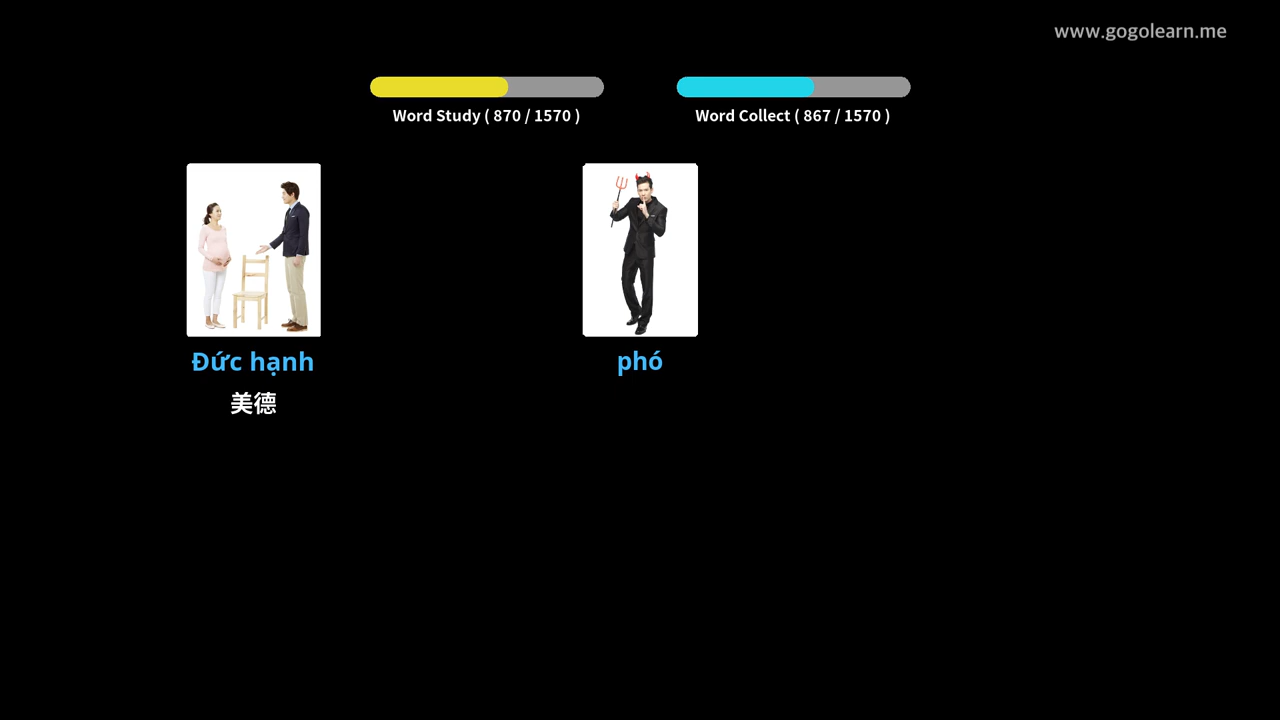 www.gogolearn.me
Word Study ( 870 / 1570 )
Word Collect ( 867 / 1570 )
Đức hạnh
美德
phó